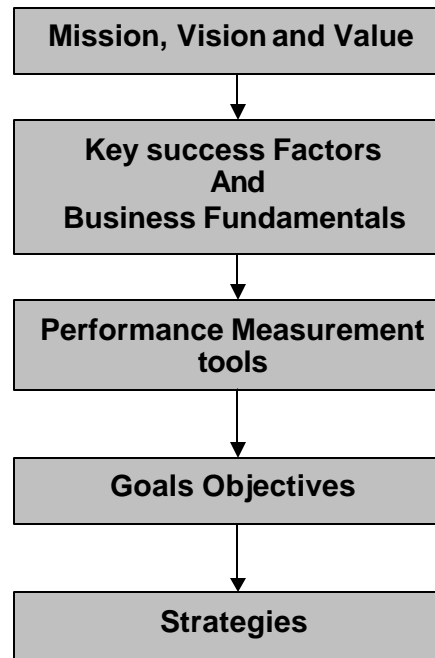 Mission, Vision and Value
Key success Factors
And
Business Fundamentals
Performance Measurement
tools
Goals Objectives
Strategies